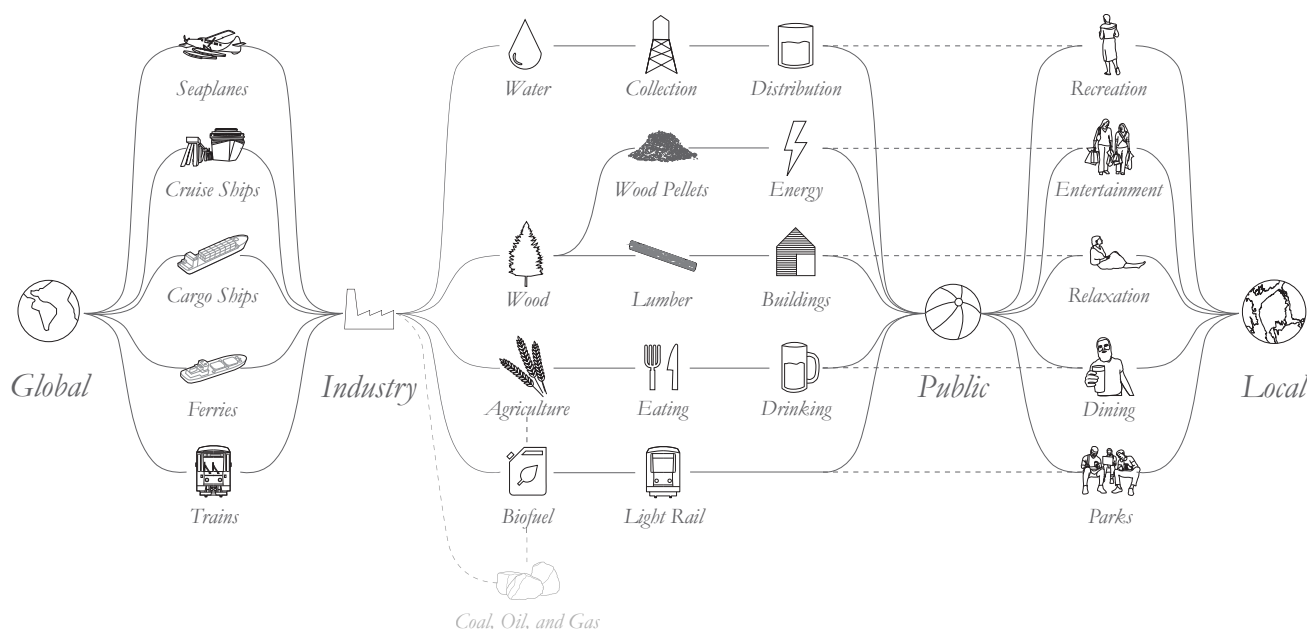 Seaplanes
Water
Collection
Distribution
Recreation
Cruise Ships
Wood Pellets
Energy
Entertainment
Cargo Ships
Wood
Lumber
Buildings
Relaxation
Global
Industry
Public
Local
Ferries
Agriculture
Eating
Drinking
Dining
Trains
Biofuel
Light Rail
Parks
Coal, Oil, and Gas